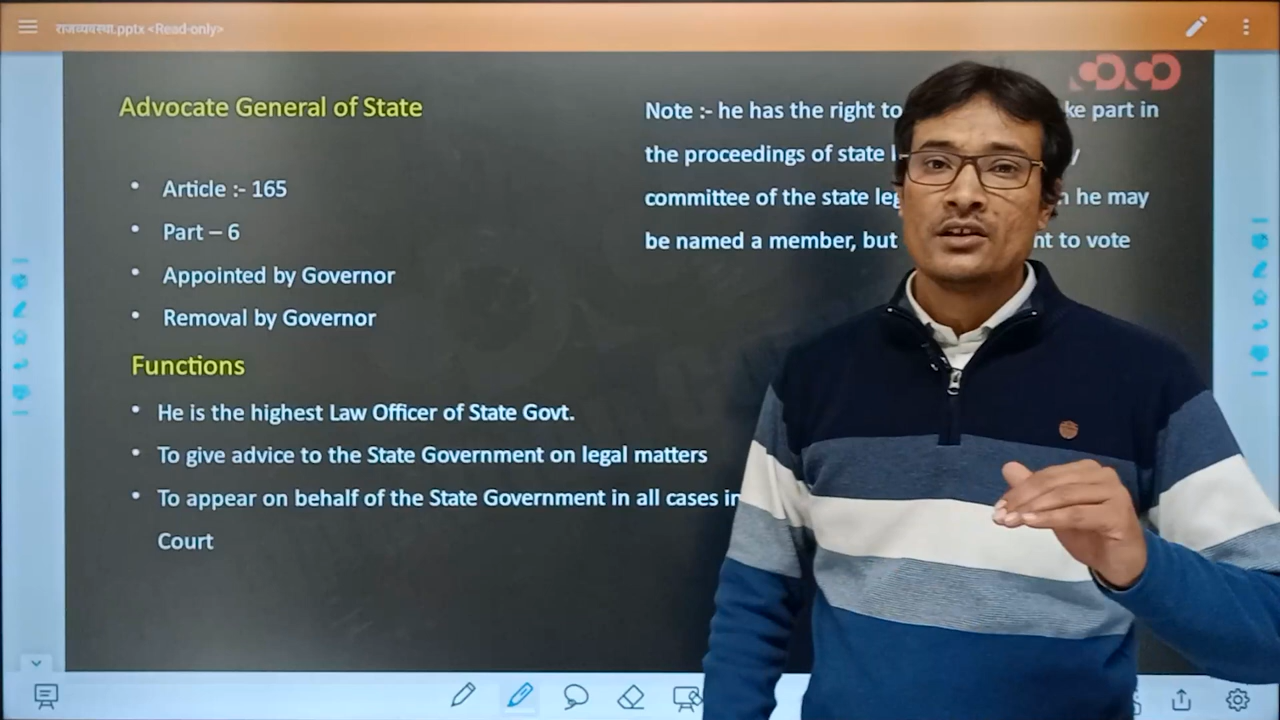 राजव्यवस्था.pptx <Read-only>
Advocate General of State
• Article :- 165
• Part – 6
• Appointed by Governor
• Removal by Governor
Functions
• He is the highest Law Officer of State Govt.
• To give advice to the State Government on legal matters
• To appear on behalf of the State Government in all cases in
Court
Note :- he has the right to part in
the proceedings of state
committee of the state he may
be named a member, but to vote